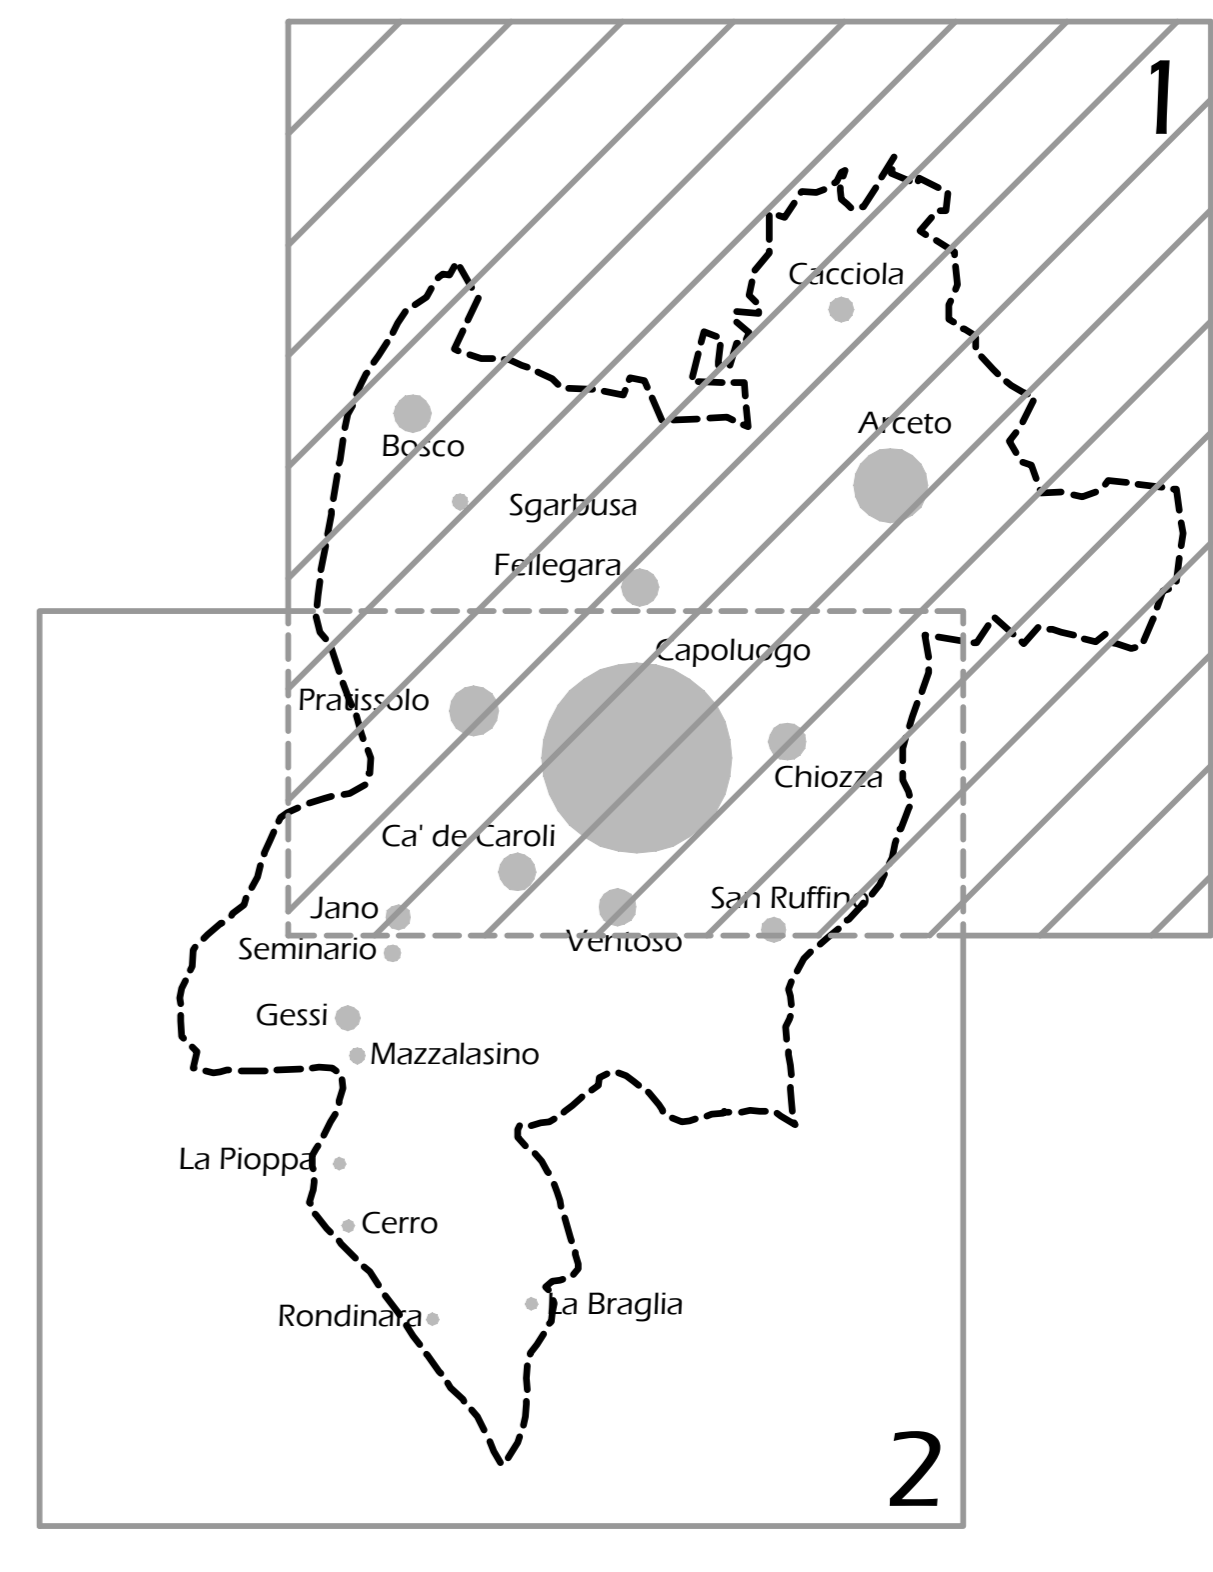 1
Cacciola
Arceto
Bosco
Sgarbusa
Fellegara
Capoluogo
Pratissolo
Chiozza
Ca' de Caroli
San Ruffino
Jano
Ventoso
Seminario
Gessi
Mazzalasino
La Pioppa
Cerro
La Braglia
Rondinara
2